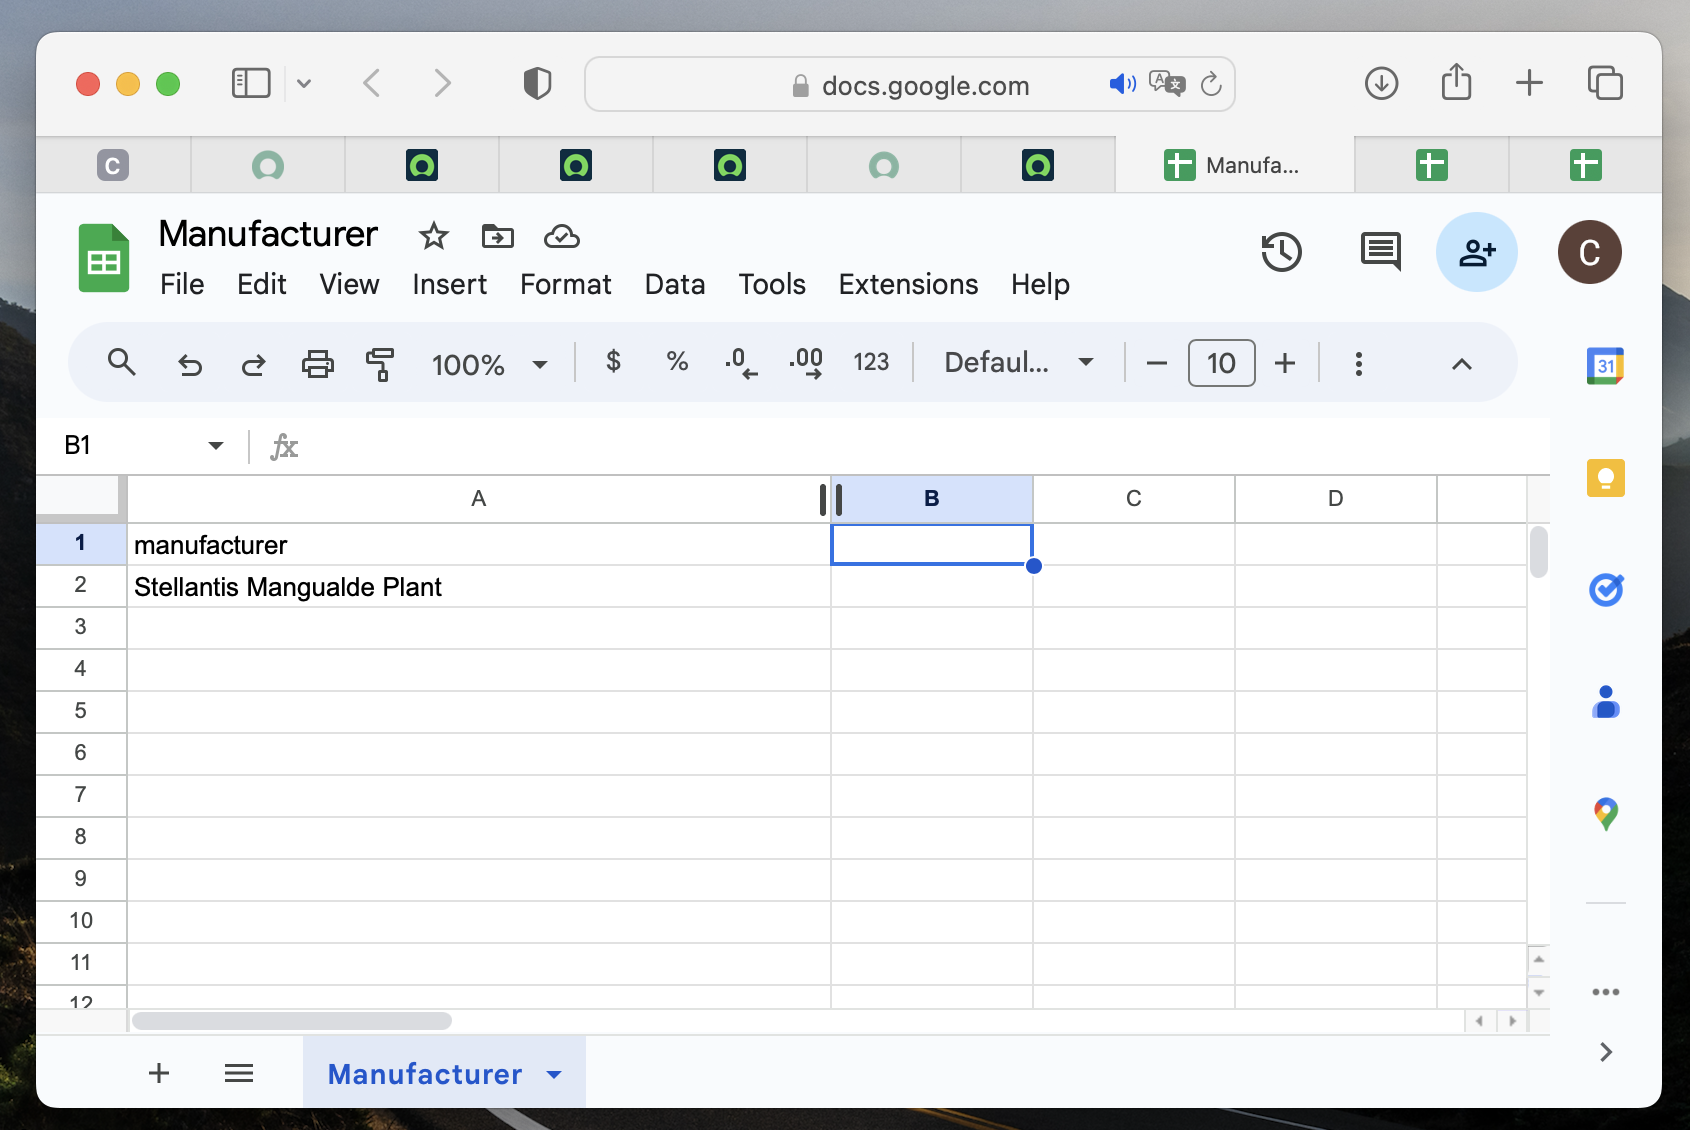 docs.google.com
C
Manufa...
Manufacturer
File Edit View Insert Format Data Tools Extensions Help
C
100% $ % .0 .00 123 Defaul... 10
31
B1 fx
A B C D
1 manufacturer
2 Stellantis Mangualde Plant
3
4
5
6
7
8
9
10
11
12
Manufacturer